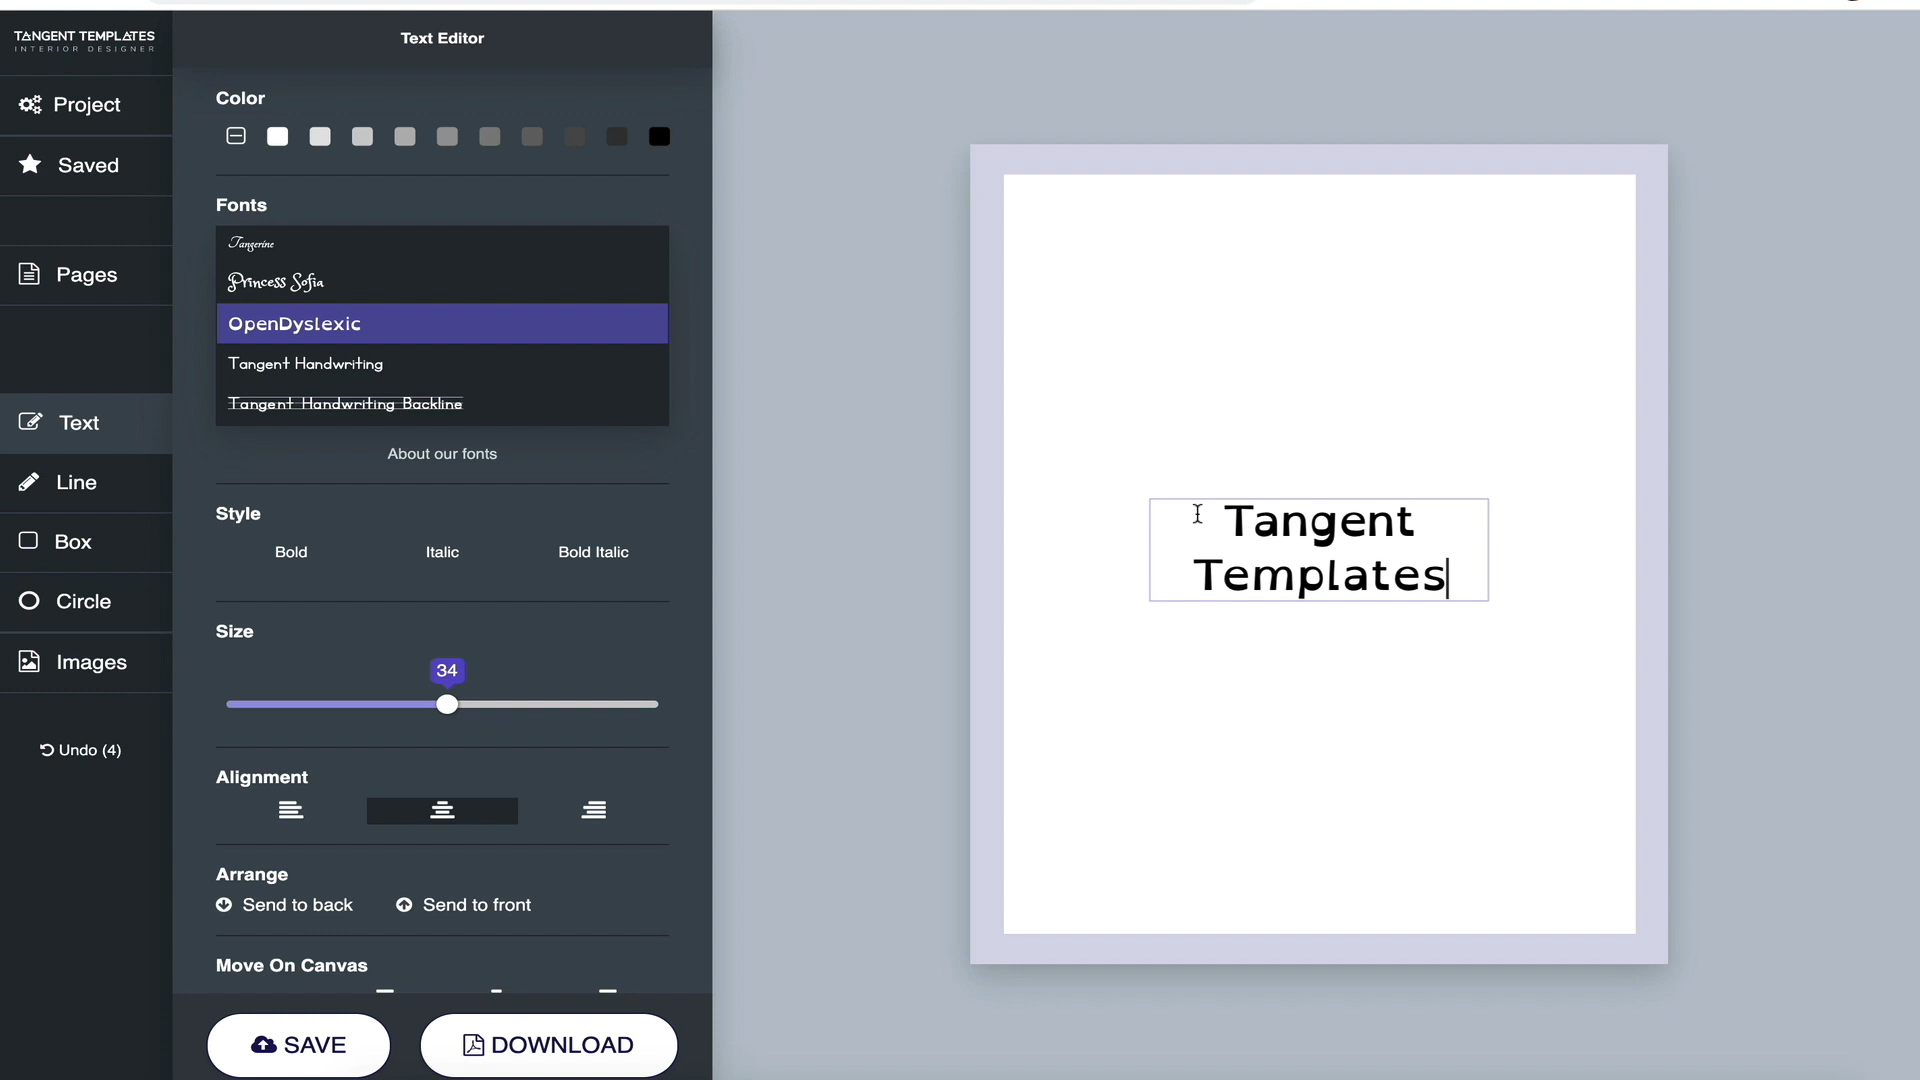 TANGENT TEMPLATES
INTERIOR DESIGNER
Project
Saved
Pages
Text
Line
Box
Circle
Images
Undo (4)
Text Editor
Color
Fonts
Tangerine
Princess Sofia
OpenDyslexic
Tangent Handwriting
Tangent Handwriting Backline
About our fonts
Style
Bold Italic Bold Italic
Size
34
Alignment
Arrange
Send to back Send to front
Move On Canvas
SAVE DOWNLOAD
Tangent
Templates